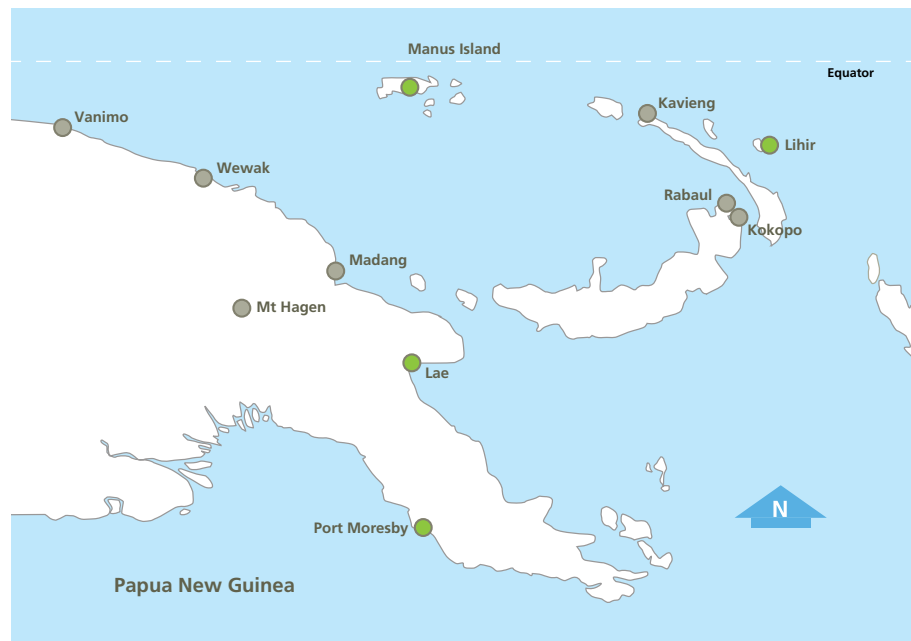 Manus Island
Equator
Kavieng
Vanimo
Lihir
Wewak
Rabaul
Kokopo
Madang
Mt Hagen
Lae
N
Port Moresby
Papua New Guinea